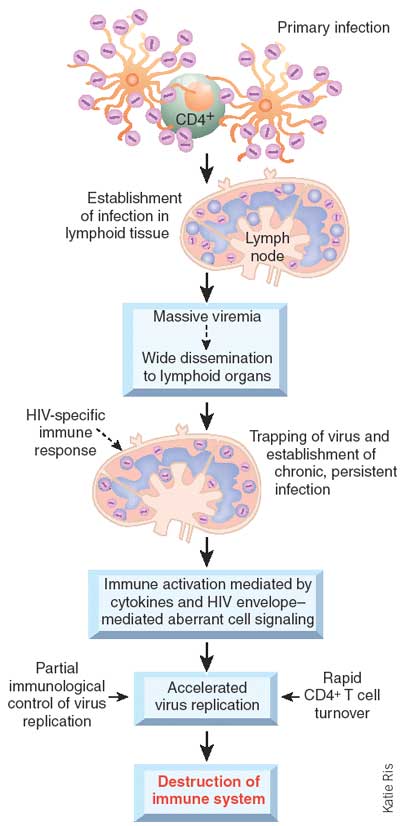 Primary infection
CD4+
Establishment
of infection in
lymphoid tissue
Lymph
node
Massive viremia
Wide dissemination
to lymphoid organs
HIV-specific
immune
response
Trapping of virus and
establishment of
chronic, persistent
infection
Immune activation mediated by
cytokines and HIV envelope–
mediated aberrant cell signaling
Partial
immunological
control of virus
replication
Accelerated
virus replication
Rapid
CD4+ T cell
turnover
Destruction of
immune system
Katie Ris